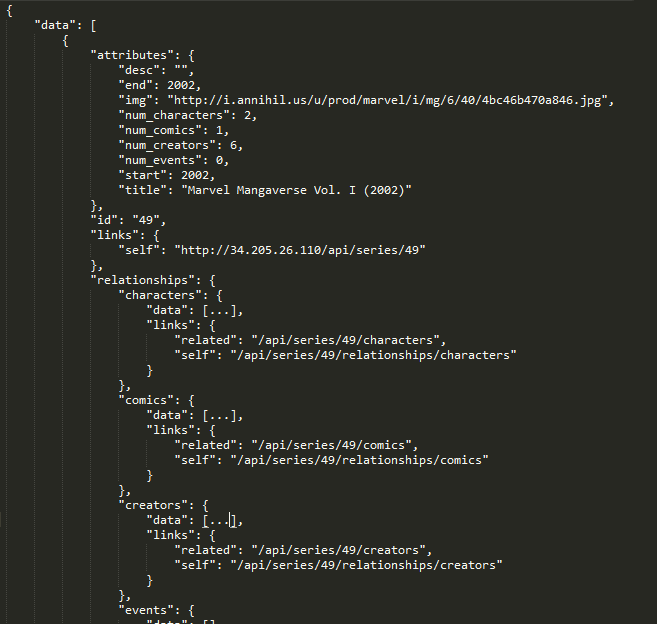 {
"data": [
{
"attributes": {
"desc": "",
"end": 2002,
"img": "http://i.annihil.us/u/prod/marvel/i/mg/6/40/4bc46b470a846.jpg",
"num_characters": 2,
"num_comics": 1,
"num_creators": 6,
"num_events": 0,
"start": 2002,
"title": "Marvel Mangaverse Vol. I (2002)"
},
"id": "49",
"links": {
"self": "http://34.205.26.110/api/series/49"
},
"relationships": {
"characters": {
"data": [...],
"links": {
"related": "/api/series/49/characters",
"self": "/api/series/49/relationships/characters"
}
},
"comics": {
"data": [...],
"links": {
"related": "/api/series/49/comics",
"self": "/api/series/49/relationships/comics"
}
},
"creators": {
"data": [...],
"links": {
"related": "/api/series/49/creators",
"self": "/api/series/49/relationships/creators"
}
},
"events": {
"data": []